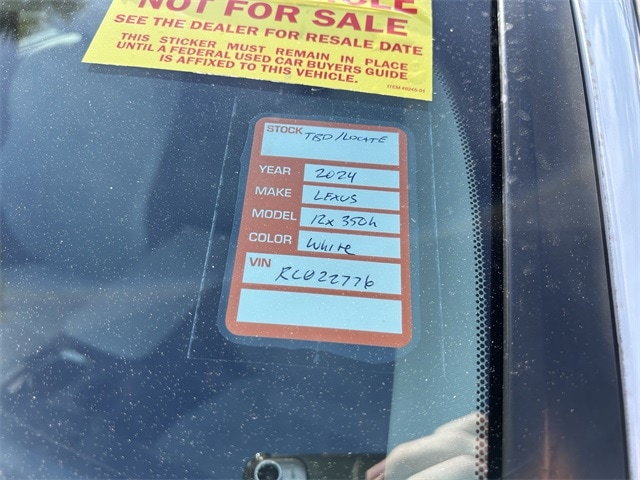 NOT FOR SALE
SEE THE DEALER FOR RESALE DATE
THIS STICKER MUST REMAIN IN PLACE
UNTIL A FEDERAL USED CAR BUYERS GUIDE
IS AFFIXED TO THIS VEHICLE.
STOCK TBD/LOCATE
YEAR 2024
MAKE LEXUS
MODEL 12x 350h
COLOR White
VIN RC022776